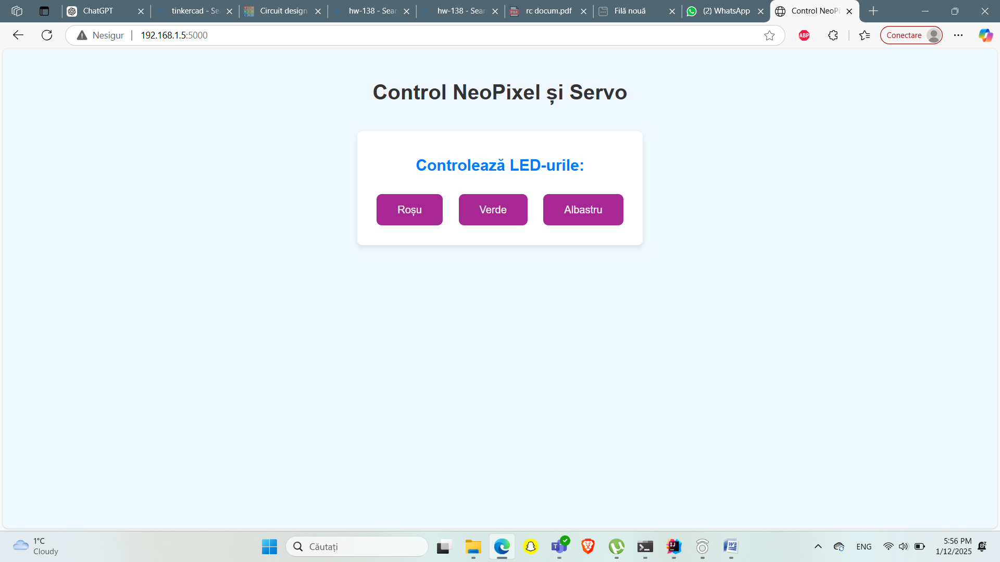 ChatGPT
tinkercad - Se
Circuit design
hw-138 - Sear
hw-138 - Sear
rc docum.pdf
Filă nouă
(2) WhatsApp
Control NeoPi
Nesigur
192.168.1.5:5000
ABP
Conectare
Control NeoPixel și Servo
Controlează LED-urile:
Roșu
Verde
Albastru
1°C
Cloudy
Căutați
ENG
5:56 PM
1/12/2025